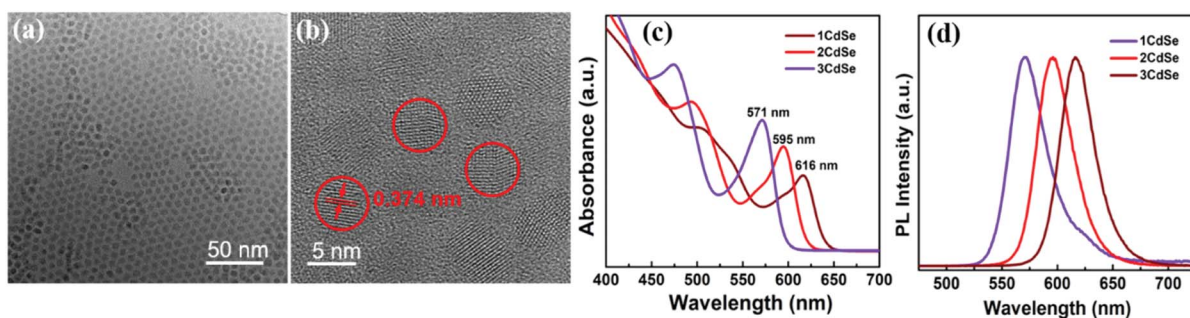 (a)
50 nm
(b)
0.374 nm
5 nm
(c)
1CdSe
2CdSe
3CdSe
571 nm
595 nm
616 nm
Absorbance (a.u.)
400 450 500 550 600 650 700
Wavelength (nm)
(d)
1CdSe
2CdSe
3CdSe
PL Intensity (a.u.)
500 550 600 650 700
Wavelength (nm)